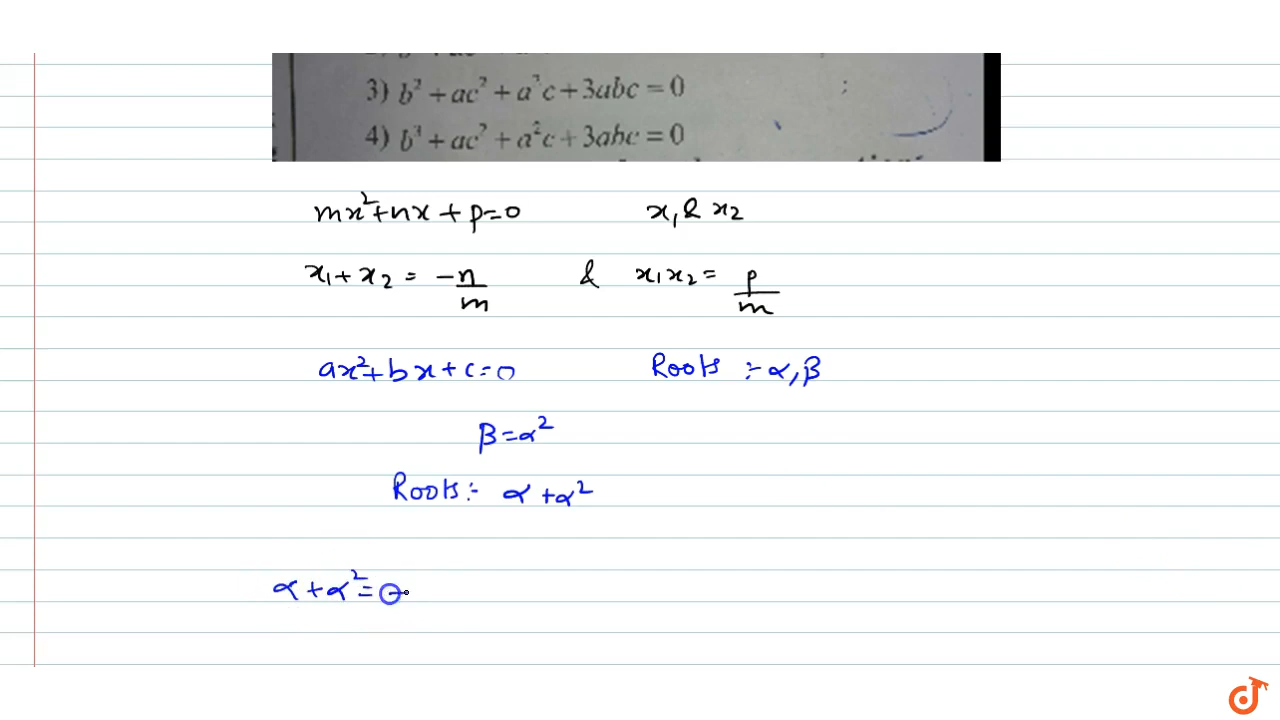 3) b² + ac² + a²c + 3abc = 0
4) b³ + ac² + a²c + 3abc = 0
mx² + nx + p = 0 x₁ & x₂
x₁ + x₂ = -n/m & x₁x₂ = p/m
ax² + bx + c = 0 Roots :- α, β
β = α²
Roots :- α + α²
α + α² = -